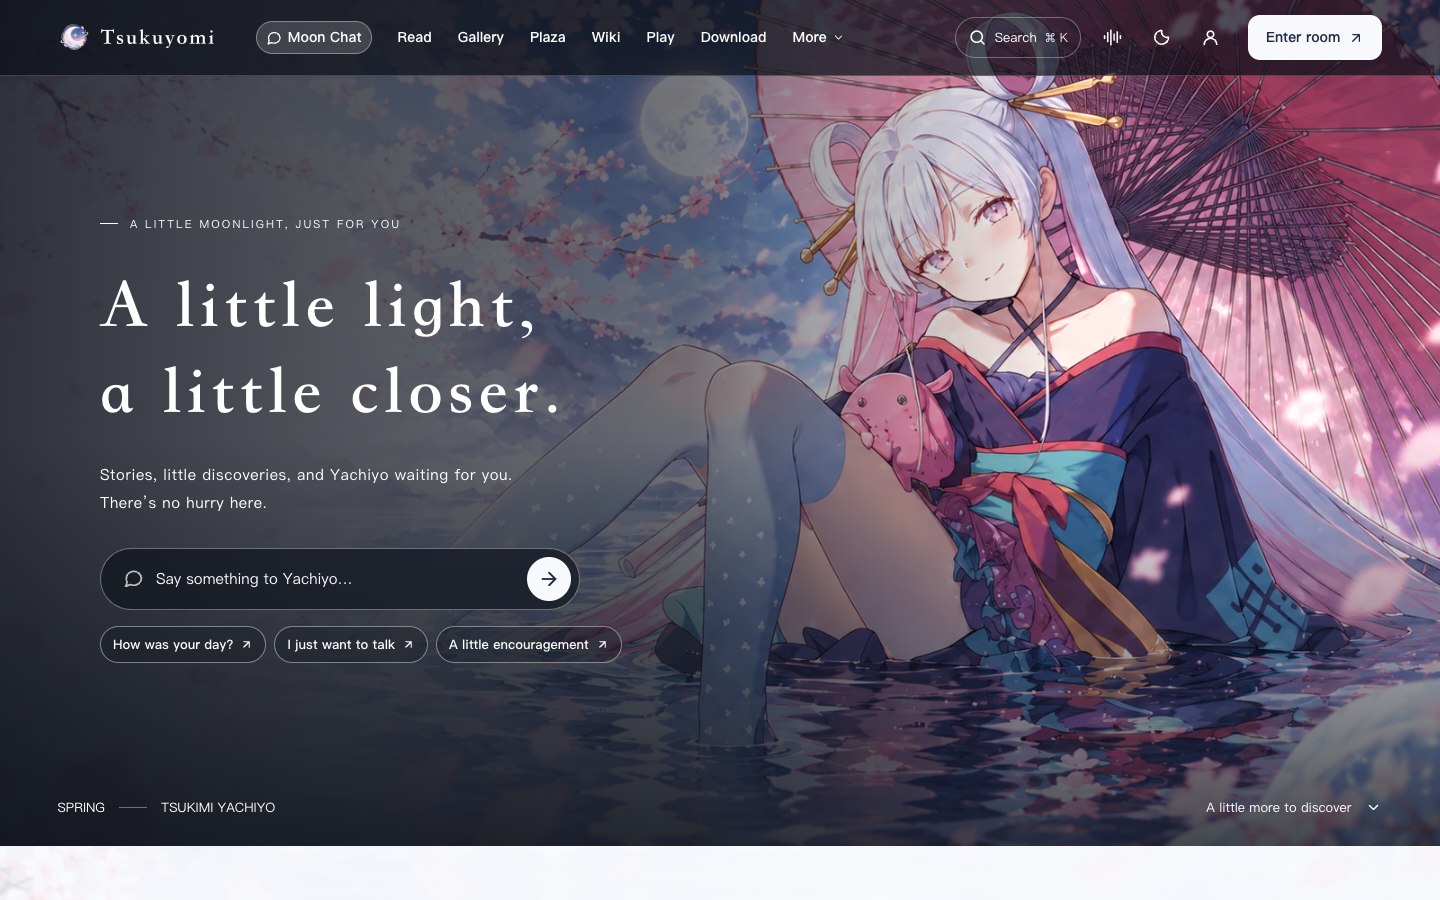 Tsukuyomi
Moon Chat
Read
Gallery
Plaza
Wiki
Play
Download
More
Search ⌘ K
Enter room
A LITTLE MOONLIGHT, JUST FOR YOU
A little light,
a little closer.
Stories, little discoveries, and Yachiyo waiting for you.
There’s no hurry here.
Say something to Yachiyo…
How was your day?
I just want to talk
A little encouragement
SPRING — TSUKIMI YACHIYO
A little more to discover